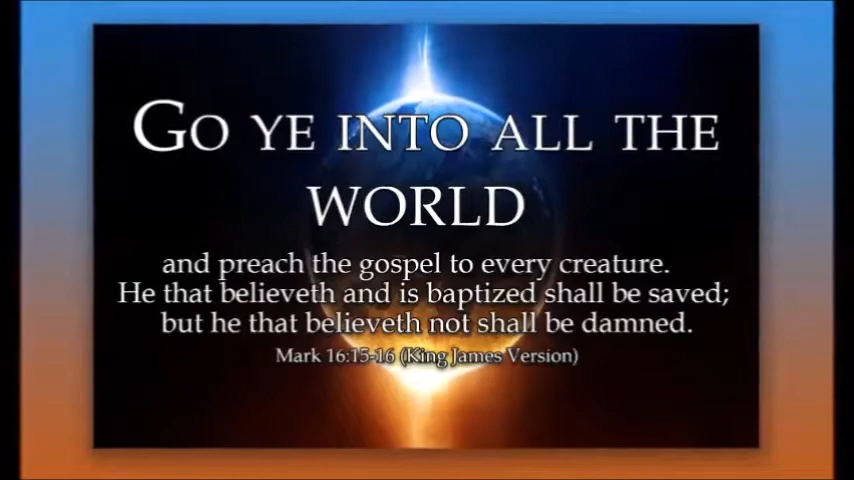 GO YE INTO ALL THE
WORLD
and preach the gospel to every creature.
He that believeth and is baptized shall be saved;
but he that believeth not shall be damned.
Mark 16:15-16 (King James Version)